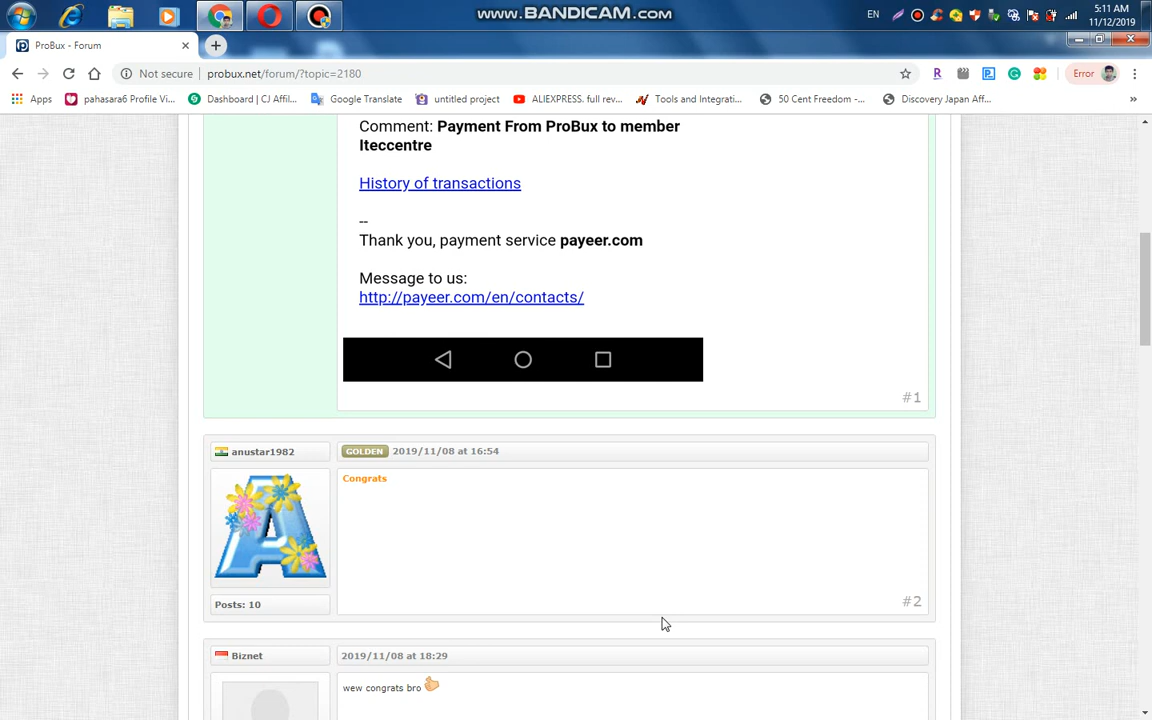 www.BANDICAM.com
EN
5:11 AM
11/12/2019
ProBux - Forum
Not secure
probux.net/forum/?topic=2180
Error
Apps
pahasara6 Profile Vi...
Dashboard | CJ Affil...
Google Translate
untitled project
ALIEXPRESS. full rev...
Tools and Integrati...
50 Cent Freedom -...
Discovery Japan Aff...
»
Comment: Payment From ProBux to member
Iteccentre
History of transactions
--
Thank you, payment service payeer.com
Message to us:
http://payeer.com/en/contacts/
#1
anustar1982
GOLDEN 2019/11/08 at 16:54
Congrats
A
Posts: 10
#2
Biznet
2019/11/08 at 18:29
wew congrats bro